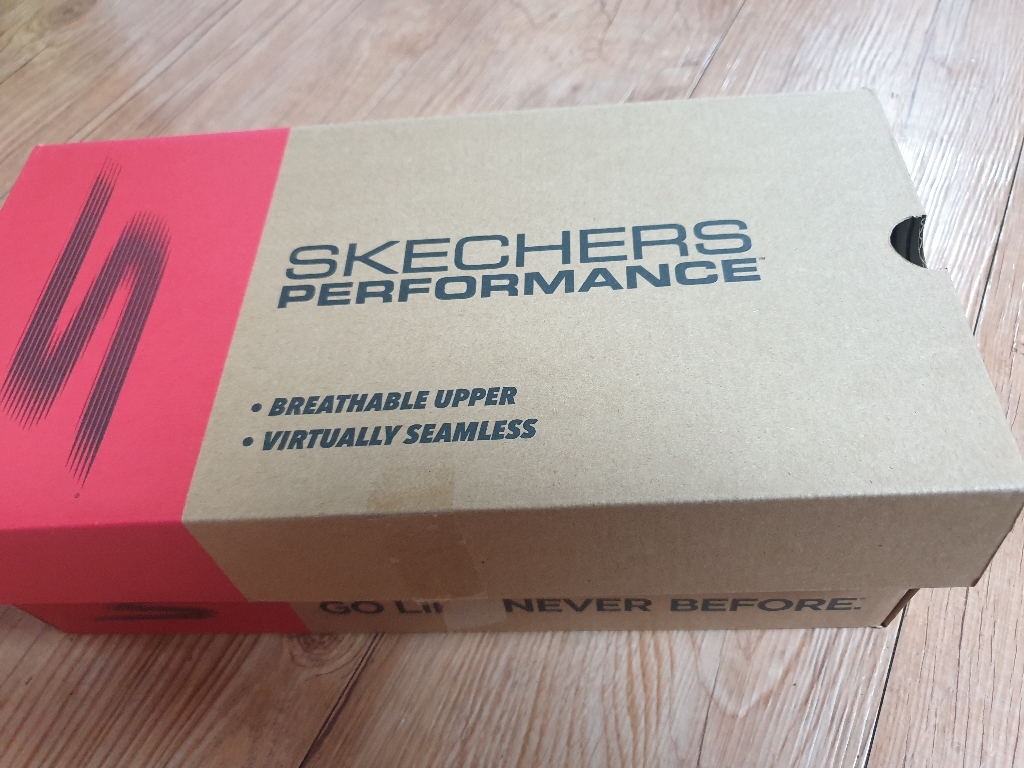 SKECHERS
PERFORMANCE™
• BREATHABLE UPPER
• VIRTUALLY SEAMLESS
GO NEVER BEFORE.